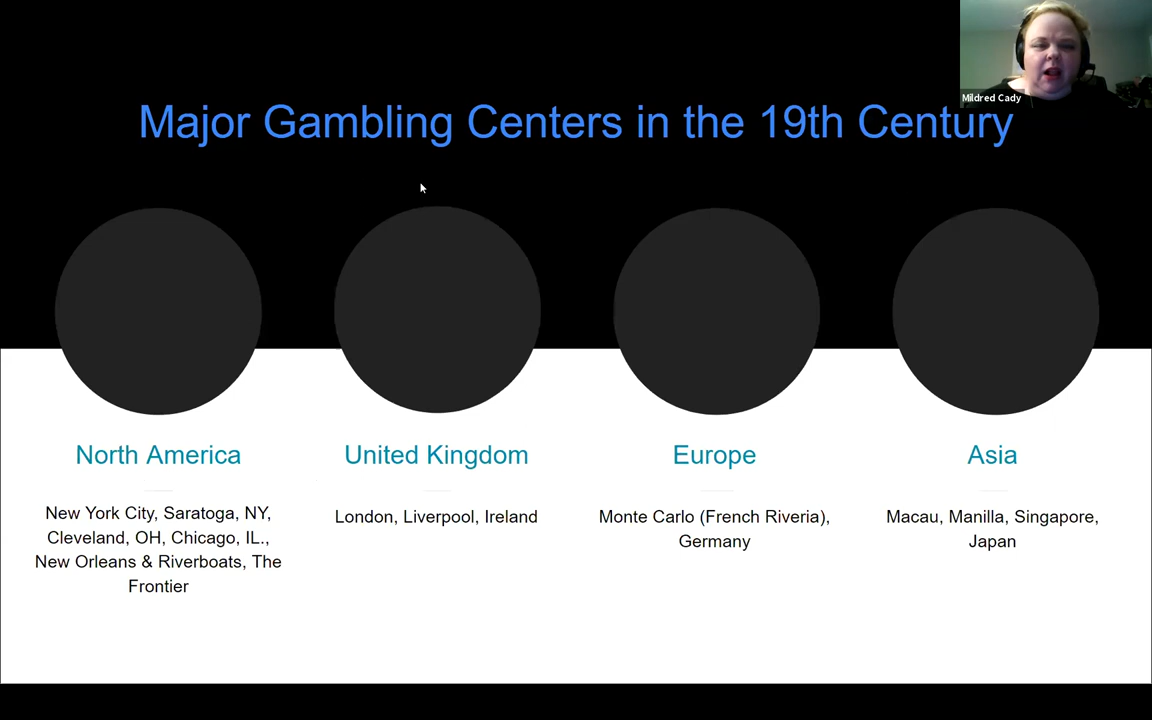 Mildred Cady
Major Gambling Centers in the 19th Century
North America
New York City, Saratoga, NY,
Cleveland, OH, Chicago, IL.,
New Orleans & Riverboats, The
Frontier
United Kingdom
London, Liverpool, Ireland
Europe
Monte Carlo (French Riveria),
Germany
Asia
Macau, Manilla, Singapore,
Japan